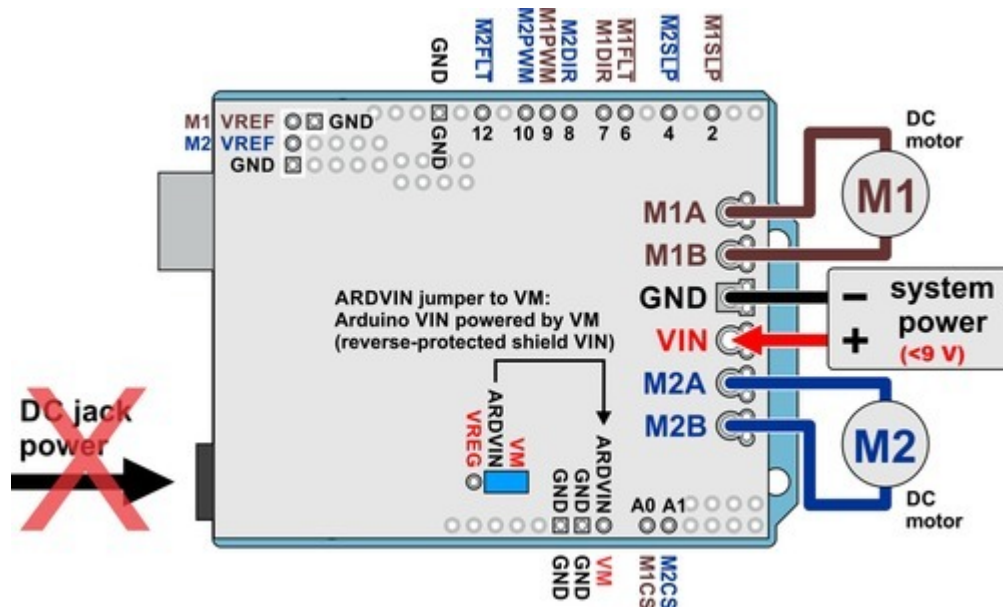 GND
M2FLT
M2PWM
M1PWM
M2DIR
M1DIR
M1FLT
M2SLP
M1SLP
M1 VREF
GND
M2 VREF
GND
GND
12
10
9
8
7
6
4
2
DC
motor
M1
M1A
M1B
GND
VIN
M2A
M2B
−
system
power
+
(<9 V)
ARDVIN jumper to VM:
Arduino VIN powered by VM
(reverse-protected shield VIN)
DC jack
power
VREG
ARDVIN
VM
GND
GND
ARDVIN
A0
A1
M2
DC
motor
GND
GND
VM
M1CS
M2CS